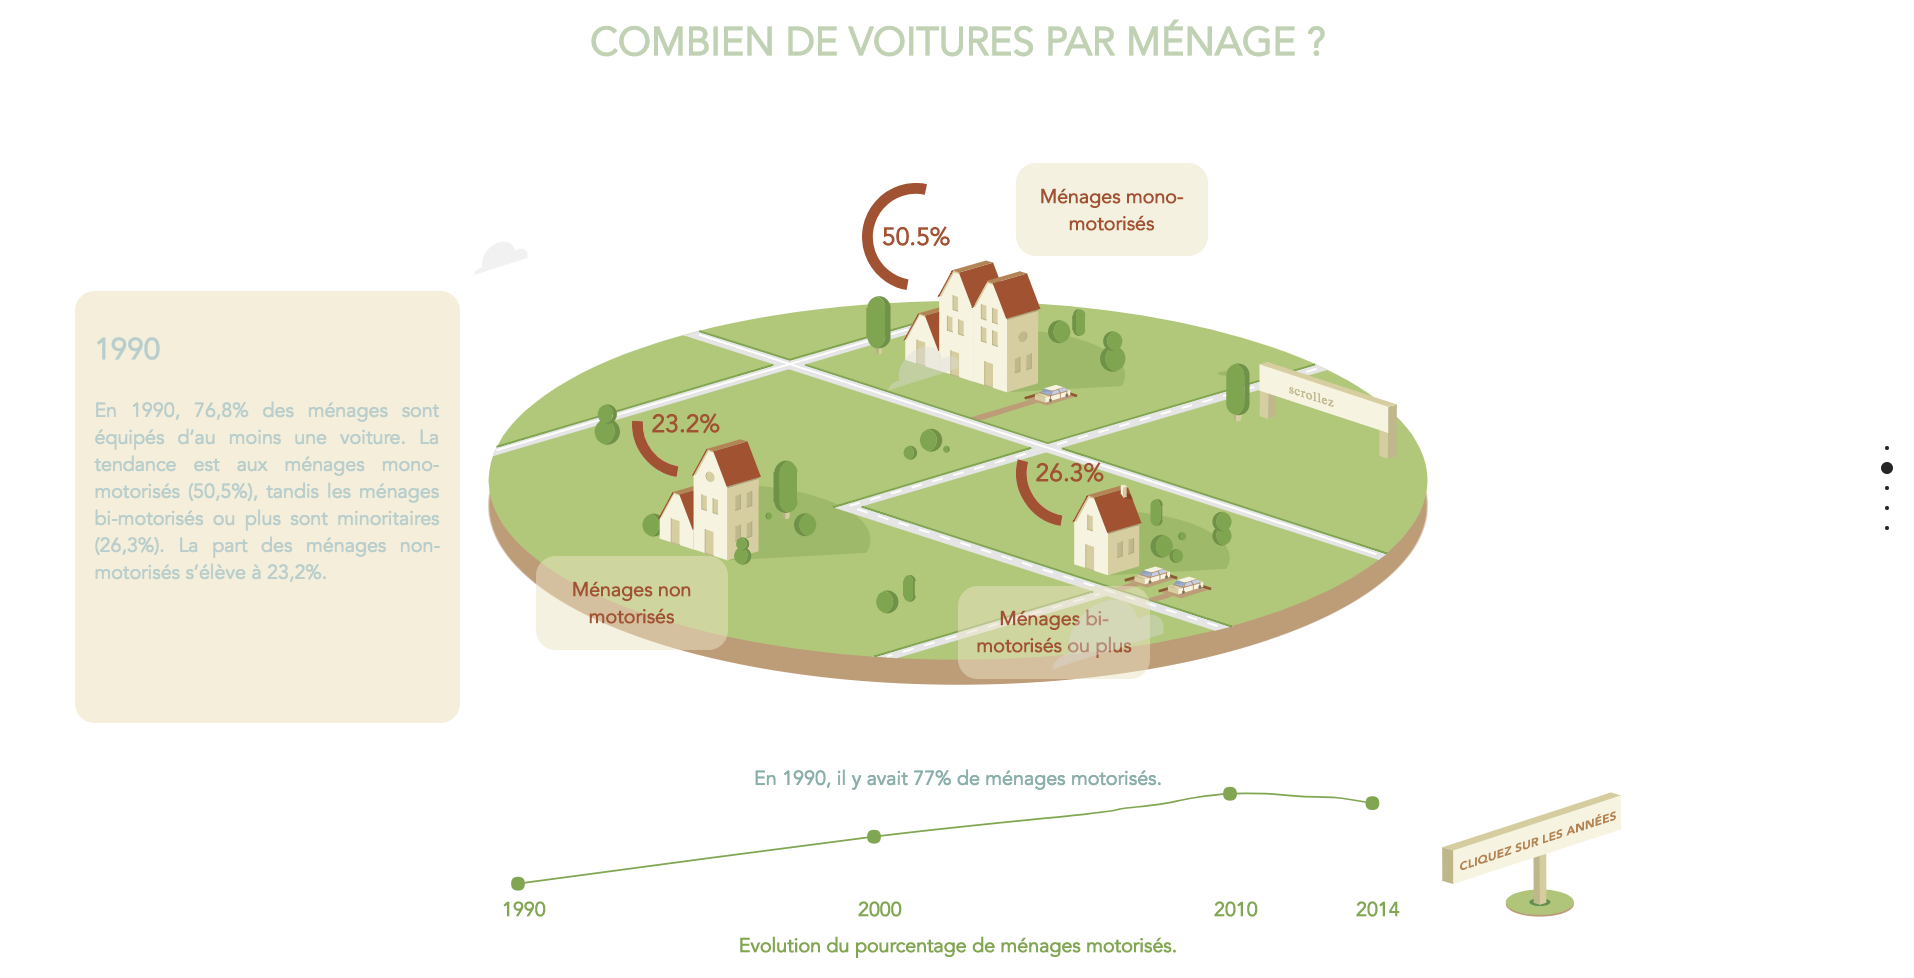 COMBIEN DE VOITURES PAR MÉNAGE ?
Ménages mono-
motorisés
50.5%
1990
En 1990, 76,8% des ménages sont
équipés d’au moins une voiture. La
tendance est aux ménages mono-
motorisés (50,5%), tandis les ménages
bi-motorisés ou plus sont minoritaires
(26,3%). La part des ménages non-
motorisés s’élève à 23,2%.
scrollez
23.2%
26.3%
Ménages non
motorisés
Ménages bi-
motorisés ou plus
En 1990, il y avait 77% de ménages motorisés.
CLIQUEZ SUR LES ANNÉES
1990
2000
2010
2014
Evolution du pourcentage de ménages motorisés.